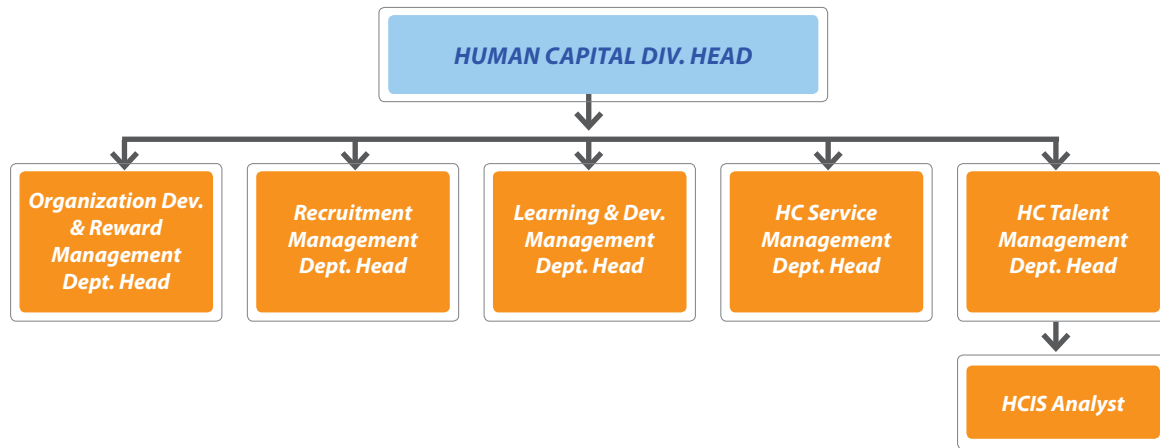 HUMAN CAPITAL DIV. HEAD
Organization Dev.
& Reward
Management
Dept. Head
Recruitment
Management
Dept. Head
Learning & Dev.
Management
Dept. Head
HC Service
Management
Dept. Head
HC Talent
Management
Dept. Head
HCIS Analyst